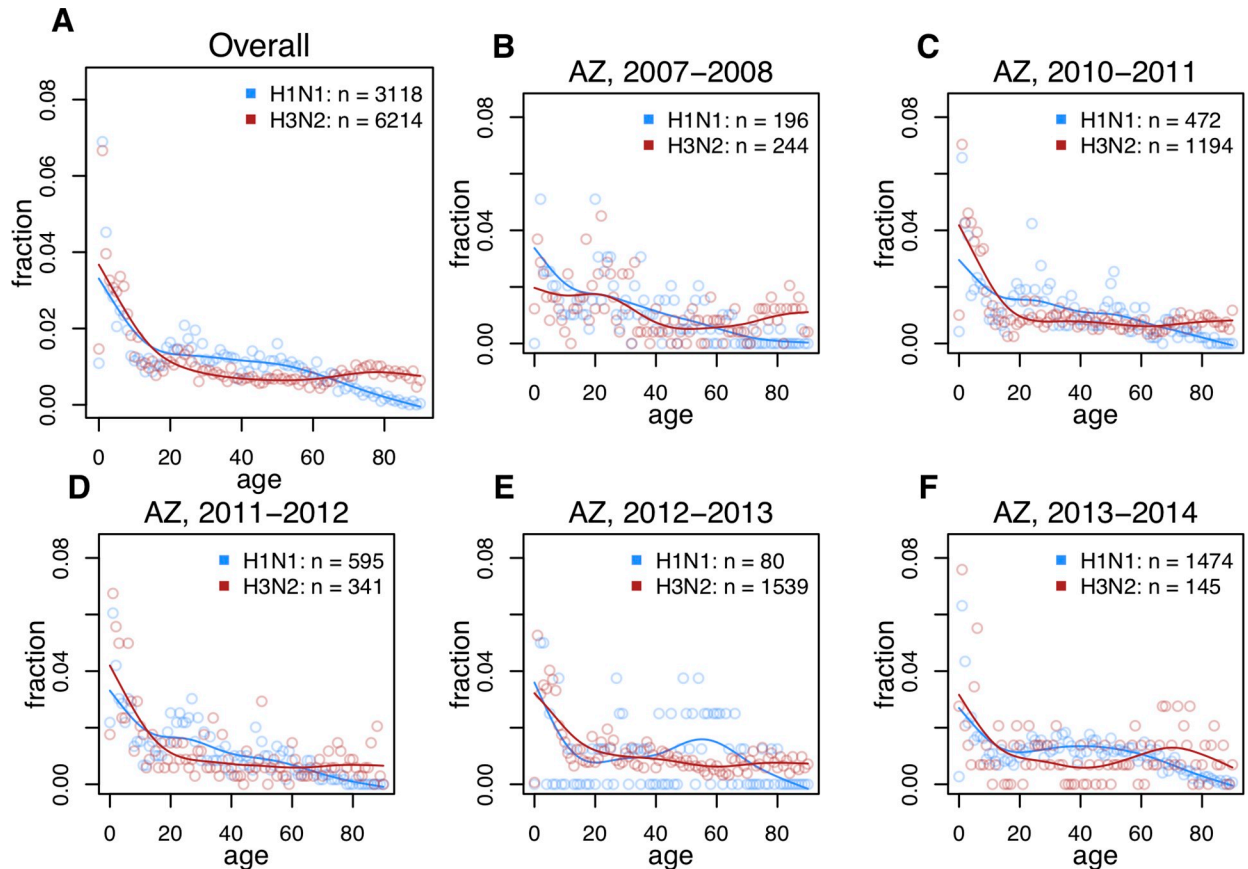 A
Overall
H1N1: n = 3118
H3N2: n = 6214
fraction
0.00 0.02 0.04 0.06 0.08
0 20 40 60 80
age
B
AZ, 2007−2008
H1N1: n = 196
H3N2: n = 244
fraction
0.00 0.04 0.08
0 20 40 60 80
age
C
AZ, 2010−2011
H1N1: n = 472
H3N2: n = 1194
fraction
0.00 0.04 0.08
0 20 40 60 80
age
D
AZ, 2011−2012
H1N1: n = 595
H3N2: n = 341
fraction
0.00 0.04 0.08
0 20 40 60 80
age
E
AZ, 2012−2013
H1N1: n = 80
H3N2: n = 1539
fraction
0.00 0.04 0.08
0 20 40 60 80
age
F
AZ, 2013−2014
H1N1: n = 1474
H3N2: n = 145
fraction
0.00 0.04 0.08
0 20 40 60 80
age